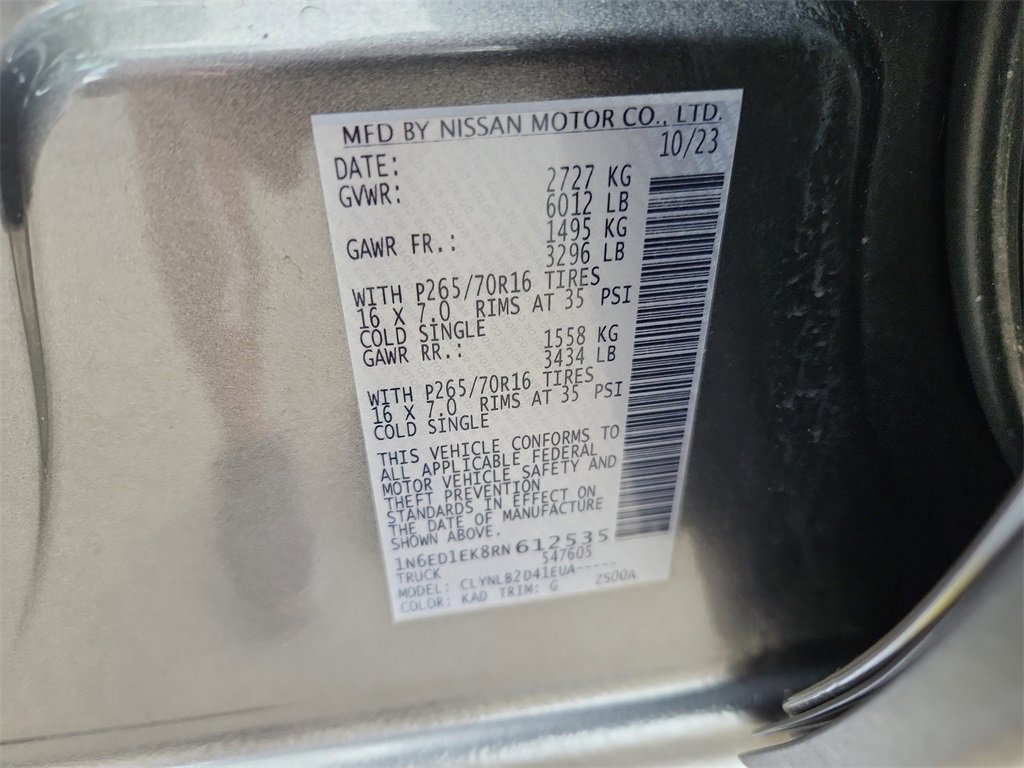 MFD BY NISSAN MOTOR CO., LTD.
DATE: 10/23
GVWR: 2727 KG
6012 LB
GAWR FR.: 1495 KG
3296 LB
WITH P265/70R16 TIRES
16 X 7.0 RIMS AT 35 PSI
COLD SINGLE
GAWR RR.: 1558 KG
3434 LB
WITH P265/70R16 TIRES
16 X 7.0 RIMS AT 35 PSI
COLD SINGLE
THIS VEHICLE CONFORMS TO
ALL APPLICABLE FEDERAL
MOTOR VEHICLE SAFETY AND
THEFT PREVENTION
STANDARDS IN EFFECT ON
THE DATE OF MANUFACTURE
SHOWN ABOVE.
1N6ED1EK8RN 612535
TRUCK 547605
MODEL: CLYNLB2D41EUA-----
COLOR: KAD TRIM: G ZS00A